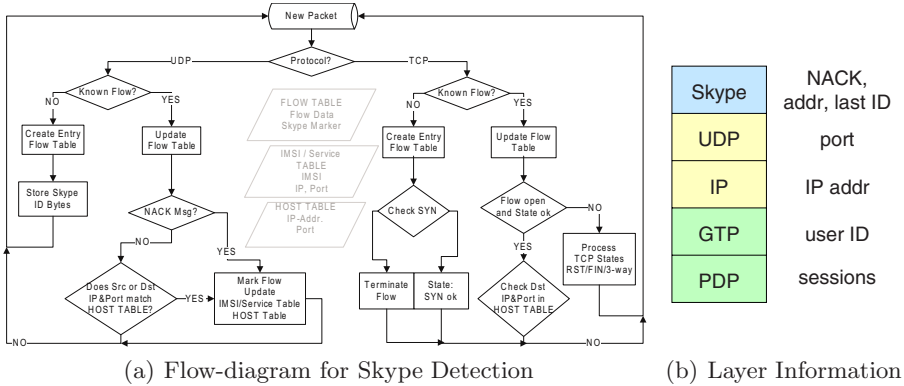 New Packet
UDP
Protocol?
TCP
Known Flow?
NO
YES
Create Entry
Flow Table
Update
Flow Table
Store Skype
ID Bytes
NACK Msg?
NO
YES
Does Src or Dst
IP&Port match
HOST TABLE?
YES
Mark Flow
Update
IMSI/Service Table
HOST Table
NO
FLOW TABLE
Flow Data
Skype Marker
IMSI / Service
TABLE
IMSI
IP, Port
HOST TABLE
IP-Addr.
Port
Known Flow?
NO
YES
Create Entry
Flow Table
Update Flow
Table
Check SYN
Flow open
and State ok
NO
YES
Terminate
Flow
State:
SYN ok
Check Dst
IP&Port in
HOST TABLE
Process
TCP States
RST/FIN/3-way
NO
(a) Flow-diagram for Skype Detection
Skype
NACK,
addr, last ID
UDP
port
IP
IP addr
GTP
user ID
PDP
sessions
(b) Layer Information